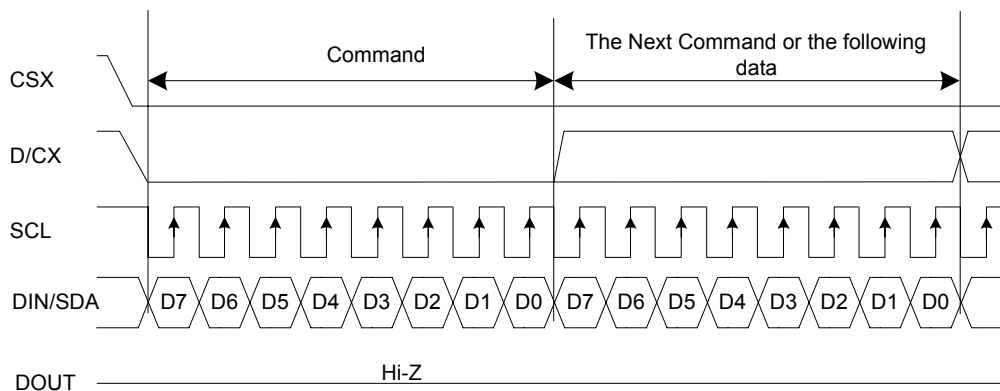 Command
The Next Command or the following
data
CSX
D/CX
SCL
DIN/SDA D7 D6 D5 D4 D3 D2 D1 D0 D7 D6 D5 D4 D3 D2 D1 D0
Hi-Z
DOUT